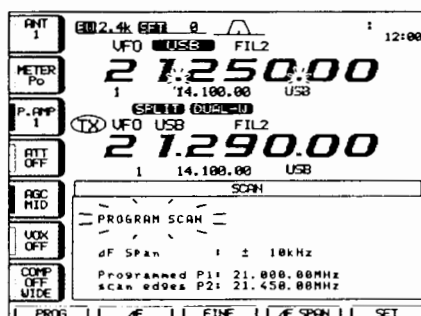 ANT
1
BW 2.4k SFT 0
:
12:00
VFO USB FIL2
21.250.00
1 14.100.00 USB
METER
Po
P.AMP
1
SPLIT DUAL-W
TX VFO USB FIL2
21.290.00
1 14.100.00 USB
ATT
OFF
AGC
MID
VOX
OFF
COMP
OFF
WIDE
SCAN
PROGRAM SCAN
dF Span : ± 10kHz
Programmed P1: 21.000.00MHz
scan edges P2: 21.450.00MHz
PROG ⊿F FINE ⊿F SPAN SET